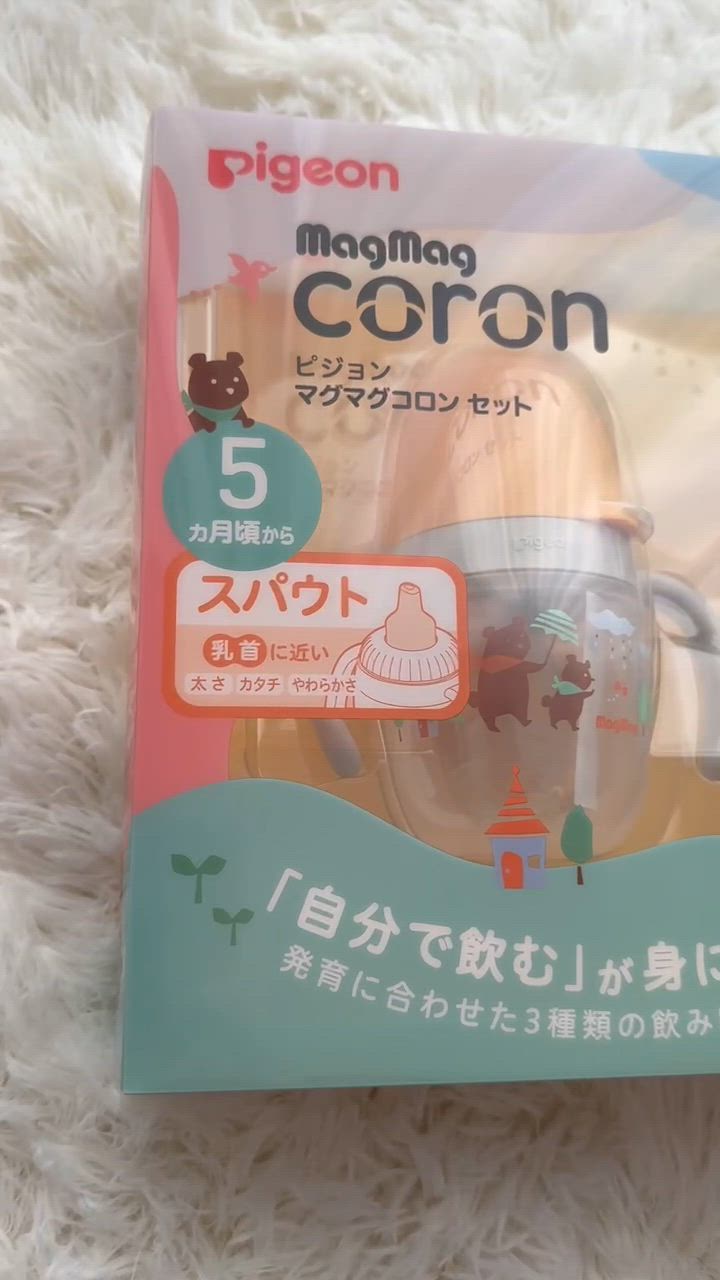 Pigeon
MagMag
coron
ピジョン
マグマグコロン セット
5
カ月頃から
スパウト
乳首に近い
太さ カタチ やわらかさ
Pigeon
MagMag
「自分で飲む」が身に
発育に合わせた3種類の飲み